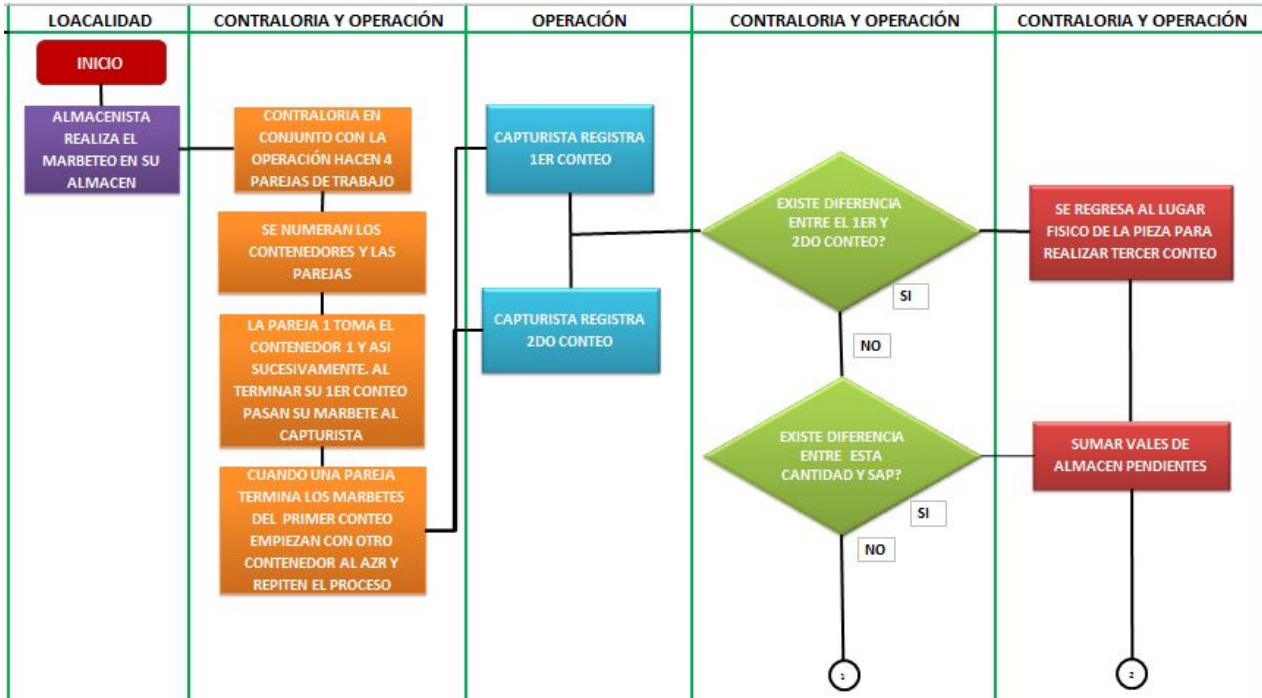 LOACALIDAD
CONTRALORIA Y OPERACIÓN
OPERACIÓN
CONTRALORIA Y OPERACIÓN
CONTRALORIA Y OPERACIÓN
INICIO
ALMACENISTA
REALIZA EL
MARBETEO EN SU
ALMACEN
CONTRALORIA EN
CONJUNTO CON LA
OPERACIÓN HACEN 4
PAREJAS DE TRABAJO
SE NUMERAN LOS
CONTENEDORES Y LAS
PAREJAS
LA PAREJA 1 TOMA EL
CONTENEDOR 1 Y ASI
SUCESIVAMENTE. AL
TERMNAR SU 1ER CONTEO
PASAN SU MARBETE AL
CAPTURISTA
CUANDO UNA PAREJA
TERMINA LOS MARBETES
DEL PRIMER CONTEO
EMPIEZAN CON OTRO
CONTENEDOR AL AZR Y
REPITEN EL PROCESO
CAPTURISTA REGISTRA
1ER CONTEO
CAPTURISTA REGISTRA
2DO CONTEO
EXISTE DIFERENCIA
ENTRE EL 1ER Y
2DO CONTEO?
SI
NO
EXISTE DIFERENCIA
ENTRE ESTA
CANTIDAD Y SAP?
SI
NO
1
SE REGRESA AL LUGAR
FISICO DE LA PIEZA PARA
REALIZAR TERCER CONTEO
SUMAR VALES DE
ALMACEN PENDIENTES
2